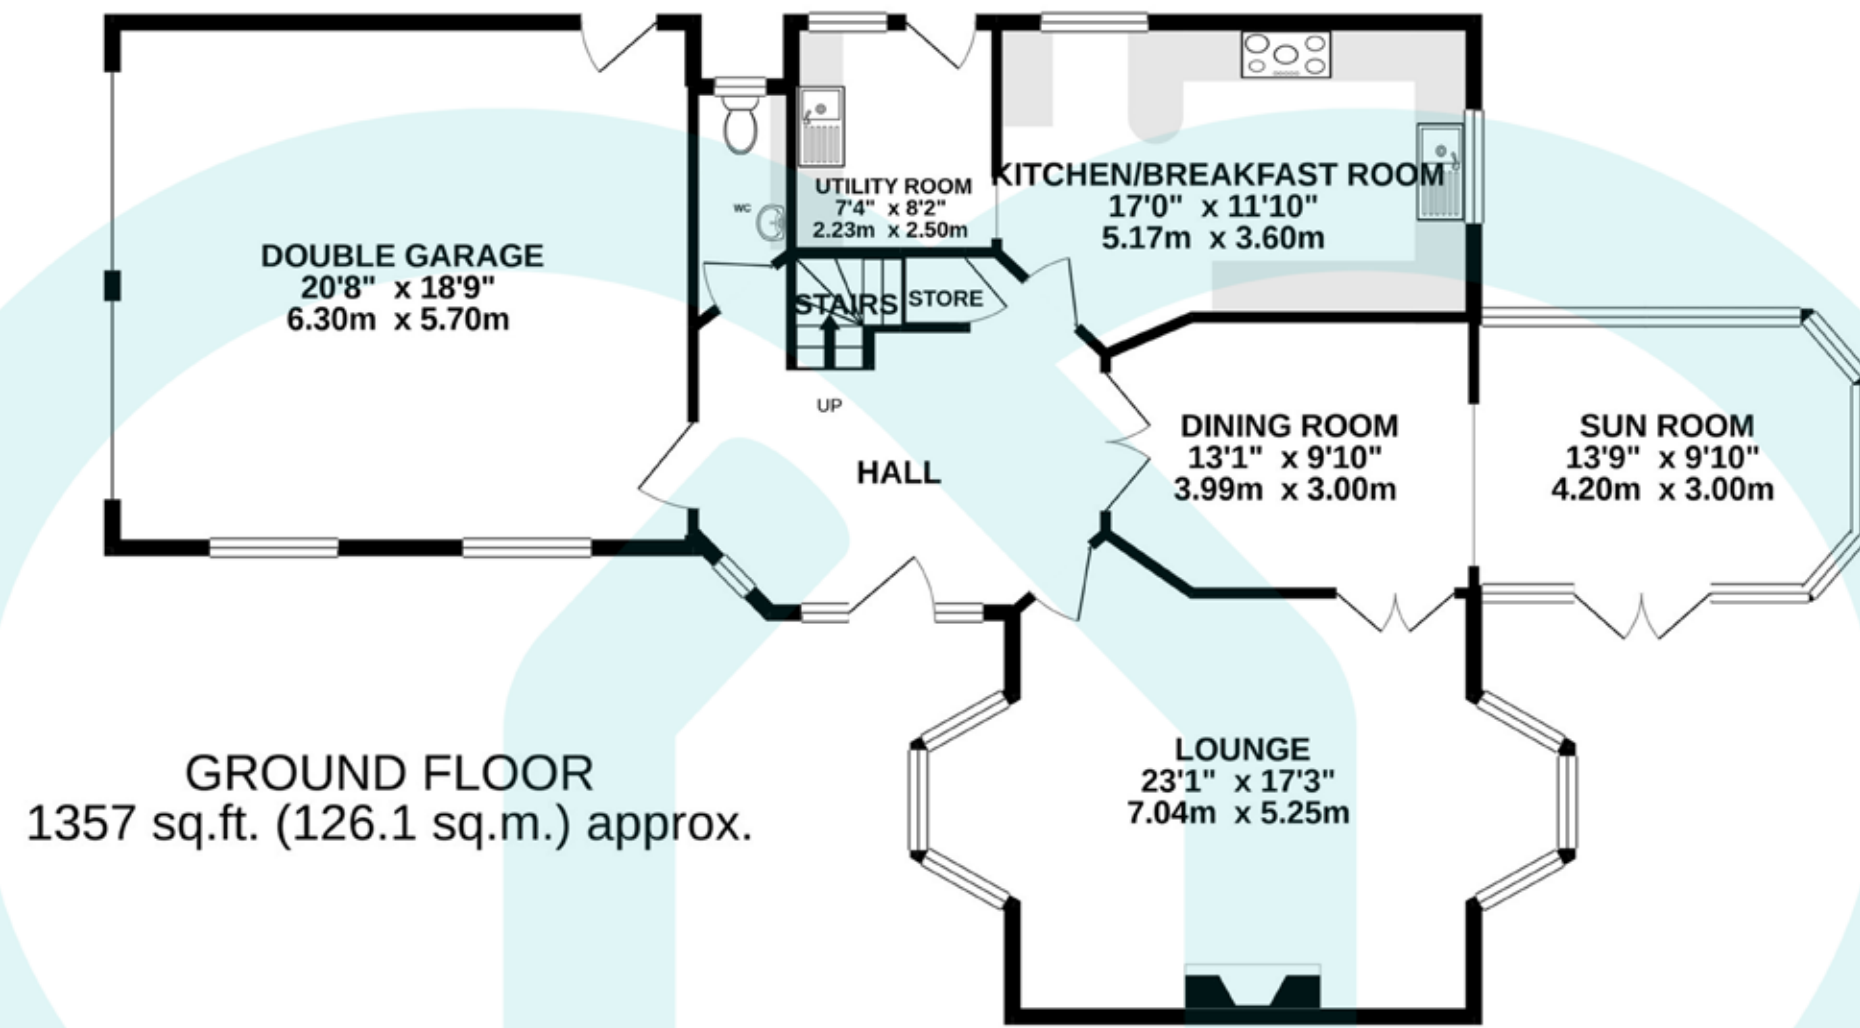 UTILITY ROOM
7'4" x 8'2"
2.23m x 2.50m
KITCHEN/BREAKFAST ROOM
17'0" x 11'10"
5.17m x 3.60m
WC
DOUBLE GARAGE
20'8" x 18'9"
6.30m x 5.70m
STAIRS
STORE
UP
HALL
DINING ROOM
13'1" x 9'10"
3.99m x 3.00m
SUN ROOM
13'9" x 9'10"
4.20m x 3.00m
LOUNGE
23'1" x 17'3"
7.04m x 5.25m
GROUND FLOOR
1357 sq.ft. (126.1 sq.m.) approx.